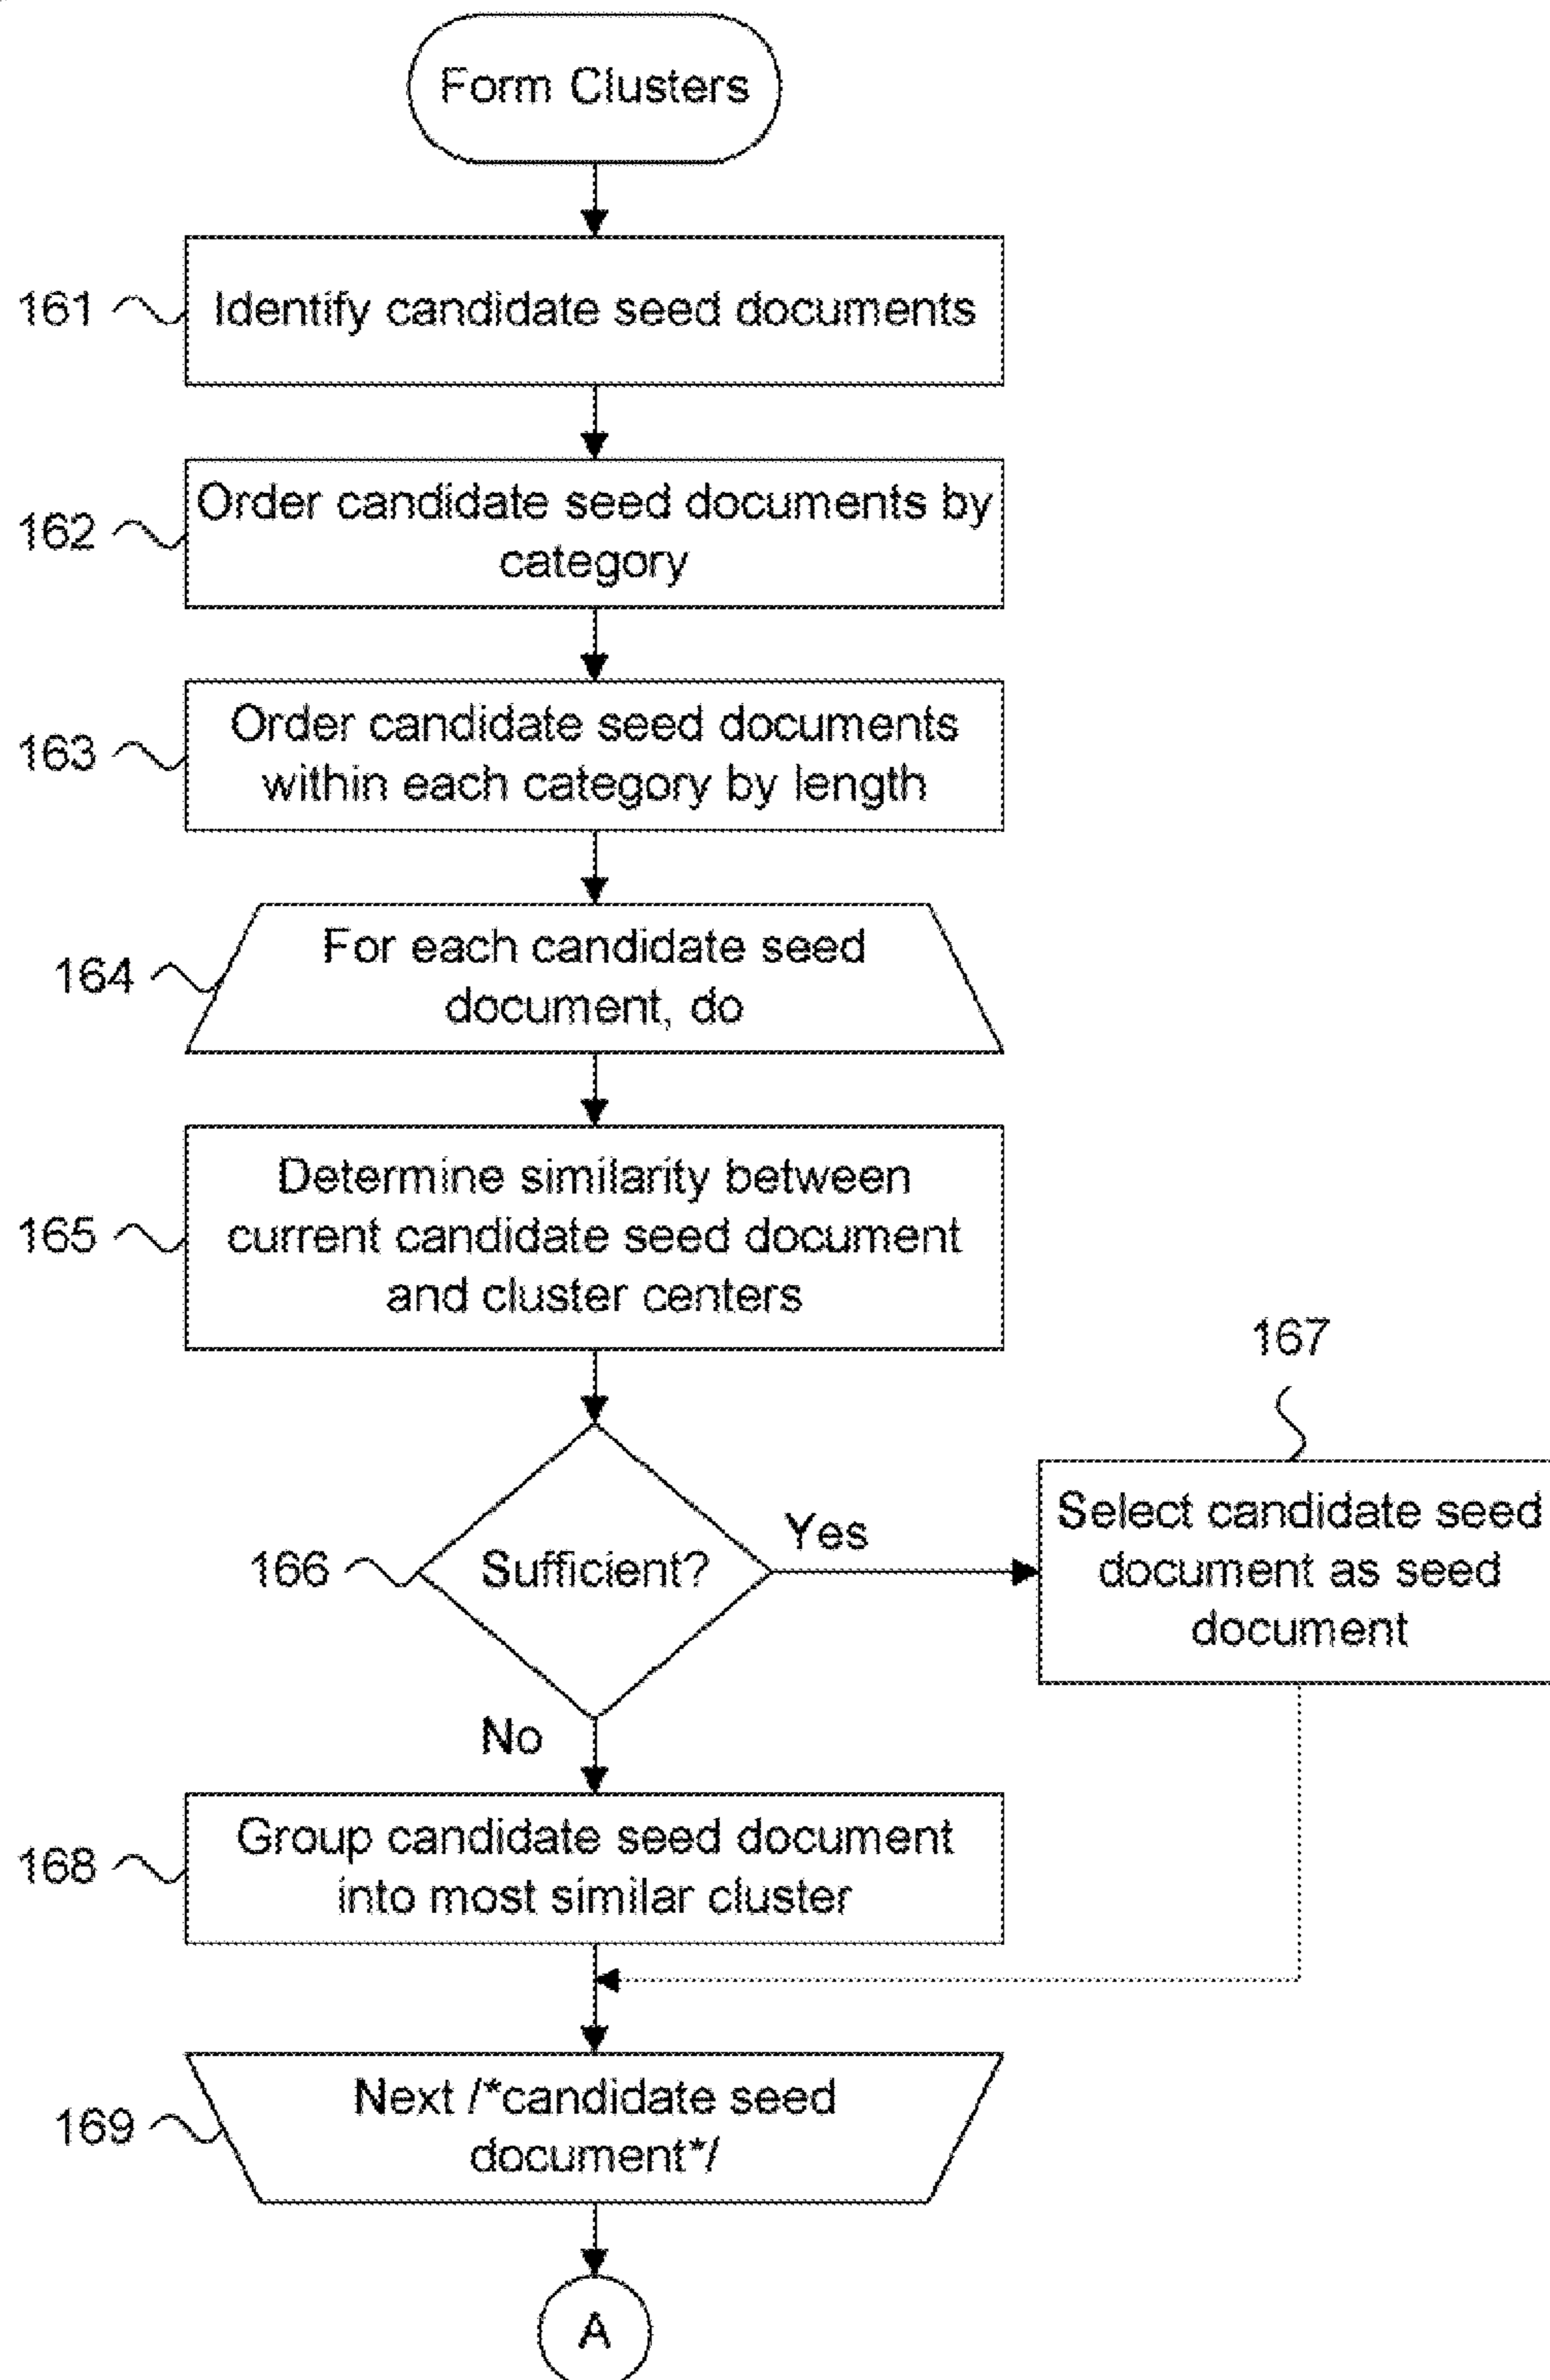 Form Clusters
161
Identify candidate seed documents
162
Order candidate seed documents by
category
163
Order candidate seed documents
within each category by length
164
For each candidate seed
document, do
165
Determine similarity between
current candidate seed document
and cluster centers
166
Sufficient?
Yes
167
Select candidate seed
document as seed
document
No
168
Group candidate seed document
into most similar cluster
169
Next /*candidate seed
document*/
A